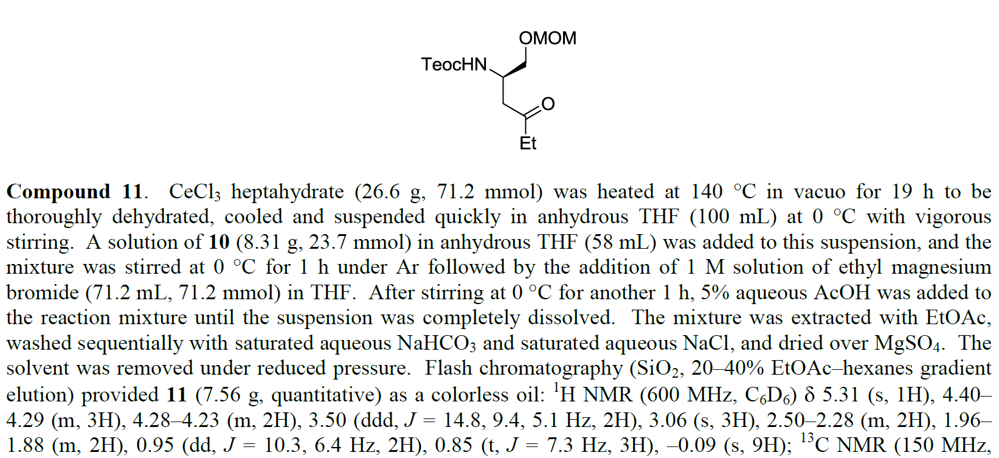 OMOM
TeocHN
O
Et
Compound 11. CeCl3 heptahydrate (26.6 g, 71.2 mmol) was heated at 140 °C in vacuo for 19 h to be
thoroughly dehydrated, cooled and suspended quickly in anhydrous THF (100 mL) at 0 °C with vigorous
stirring. A solution of 10 (8.31 g, 23.7 mmol) in anhydrous THF (58 mL) was added to this suspension, and the
mixture was stirred at 0 °C for 1 h under Ar followed by the addition of 1 M solution of ethyl magnesium
bromide (71.2 mL, 71.2 mmol) in THF. After stirring at 0 °C for another 1 h, 5% aqueous AcOH was added to
the reaction mixture until the suspension was completely dissolved. The mixture was extracted with EtOAc,
washed sequentially with saturated aqueous NaHCO3 and saturated aqueous NaCl, and dried over MgSO4. The
solvent was removed under reduced pressure. Flash chromatography (SiO2, 20–40% EtOAc–hexanes gradient
elution) provided 11 (7.56 g, quantitative) as a colorless oil: 1H NMR (600 MHz, C6D6) δ 5.31 (s, 1H), 4.40–
4.29 (m, 3H), 4.28–4.23 (m, 2H), 3.50 (ddd, J = 14.8, 9.4, 5.1 Hz, 2H), 3.06 (s, 3H), 2.50–2.28 (m, 2H), 1.96–
1.88 (m, 2H), 0.95 (dd, J = 10.3, 6.4 Hz, 2H), 0.85 (t, J = 7.3 Hz, 3H), –0.09 (s, 9H); 13C NMR (150 MHz,